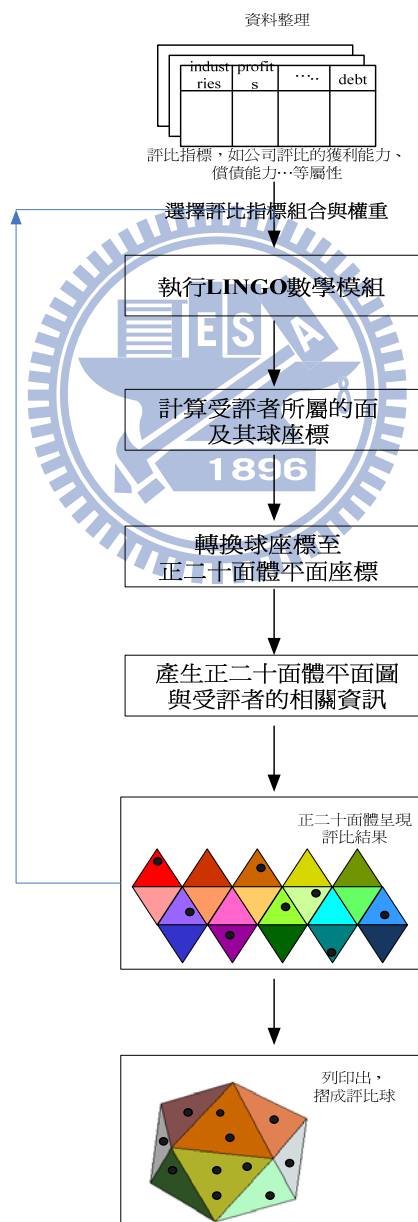 資料整理
indust
ries
profit
s
…..
debt
評比指標，如公司評比的獲利能力、
償債能力…等屬性
選擇評比指標組合與權重
執行LINGO數學模組
ESA
計算受評者所屬的面
及其球座標
1896
轉換球座標至
正二十面體平面座標
產生正二十面體平面圖
與受評者的相關資訊
正二十面體呈現
評比結果
列印出，
摺成評比球